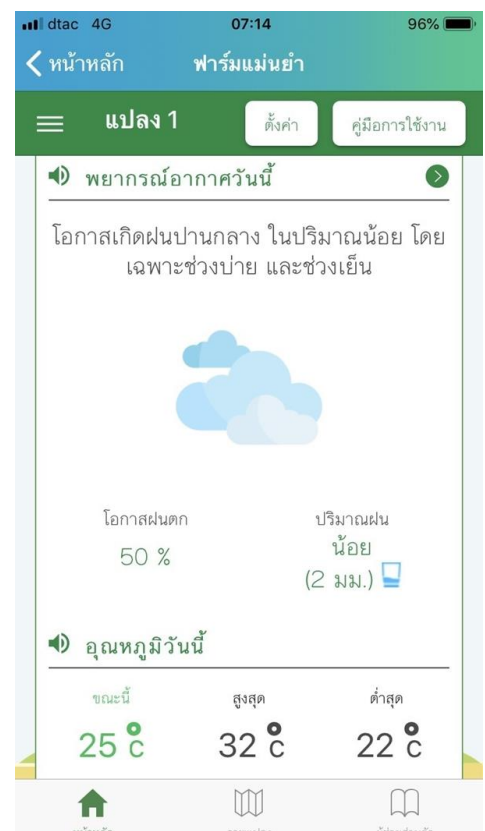 dtac 4G 07:14 96%
หน้าหลัก ฟาร์มแม่นยำ
แปลง 1 ตั้งค่า คู่มือการใช้งาน
พยากรณ์อากาศวันนี้
โอกาสเกิดฝนปานกลาง ในปริมาณน้อย โดย
เฉพาะช่วงบ่าย และช่วงเย็น
โอกาสฝนตก ปริมาณฝน
50 % น้อย
(2 มม.)
อุณหภูมิวันนี้
ขณะนี้ สูงสุด ต่ำสุด
25 °C 32 °C 22 °C